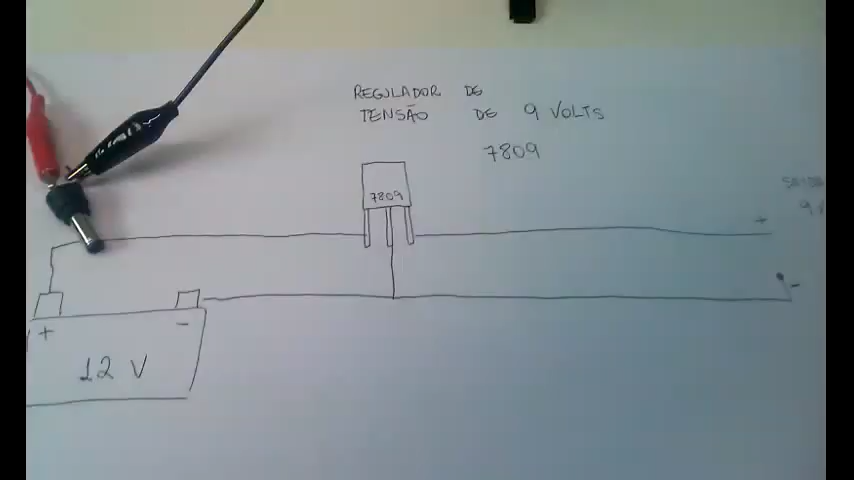 REGULADOR DE
TENSÃO DE 9 VOLTS
7809
7809
+
-
+ -
12 V